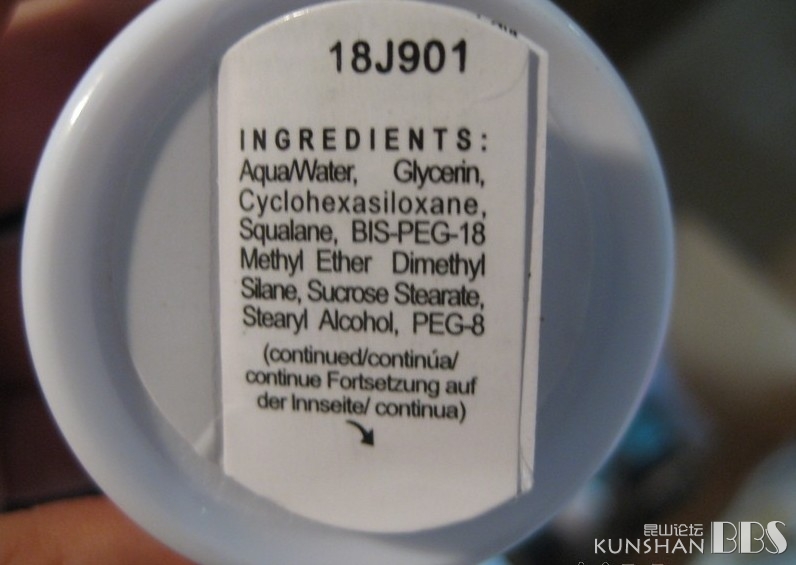 18J901
INGREDIENTS:
Aqua/Water, Glycerin,
Cyclohexasiloxane,
Squalane, BIS-PEG-18
Methyl Ether Dimethyl
Silane, Sucrose Stearate,
Stearyl Alcohol, PEG-8
(continued/continúa/
continue Fortsetzung auf
der Innseite/ continua)
昆山论坛
KUNSHAN BBS